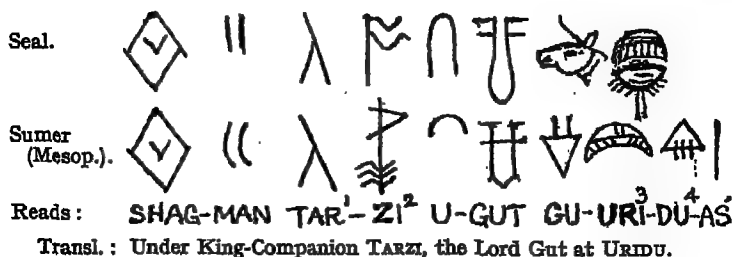 Seal.
Sumer
(Mesop.).
Reads: SHAG-MAN TAR¹-ZI² U-GUT GU-URI³-DU⁴-AŚ
Transl.: Under King-Companion TARZI, the Lord Gut at URIDU.